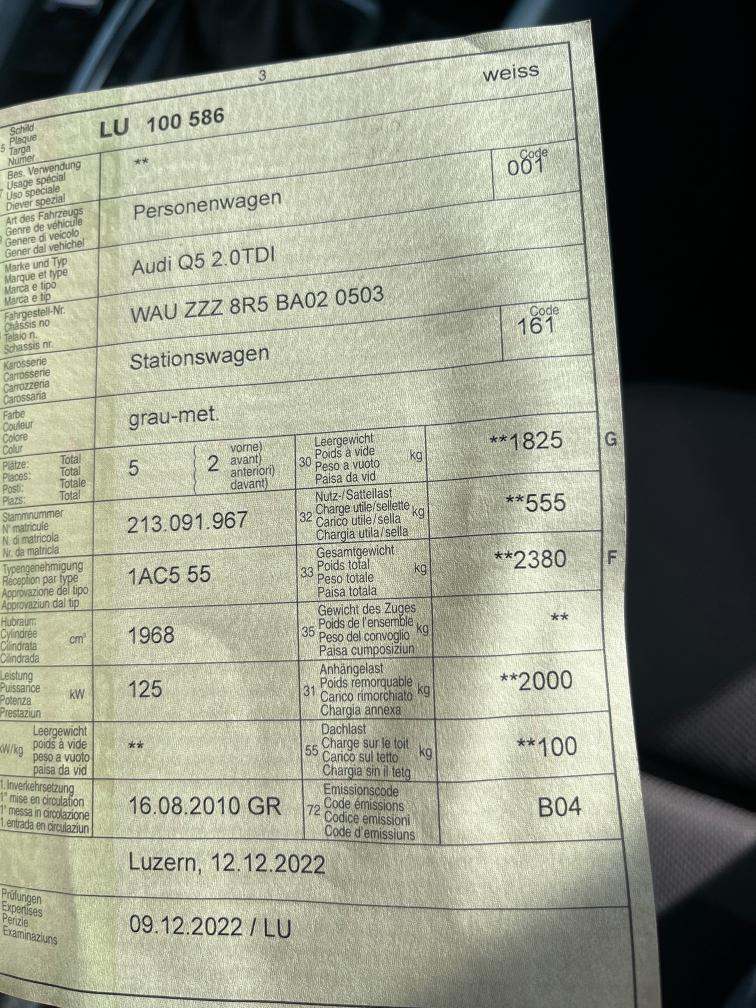 3
5 Schild LU 100 586 weiss
Plaque
Targa
Numer
Bes. Verwendung **
Usage spécial
Uso speciale
Diever spezial
Art des Fahrzeugs Personenwagen Code
Genre de véhicule 001
Genere di veicolo
Gener dal vehichel
Marke und Typ Audi Q5 2.0TDI
Marque et type
Marca e tipo
Marca e tip
Fahrgestell-Nr. WAU ZZZ 8R5 BA02 0503
Châssis no
Telaio n.
Schassis nr.
Karosserie Stationswagen Code
Carrosserie 161
Carrozzeria
Carossaria
Farbe grau-met.
Couleur
Colore
Colur
Plätze: Total 5 2 vorne) 30 Leergewicht kg **1825 G
Places: Total avant) Poids à vide
Posti: Totale anteriori) Peso a vuoto
Plazs: Total davant) Paisa da vid
Stammnummer 213.091.967 32 Nutz-/Sattellast kg **555
N° matricule Charge utile/sellette
N. di matricola Carico utile/sella
Nr. da matricla Chargia utila/sella
Typengenehmigung 1AC5 55 33 Gesamtgewicht kg **2380 F
Réception par type Poids total
Approvazione del tipo Peso totale
Approvaziun dal tip Paisa totala
Hubraum cm³ 1968 35 Gewicht des Zuges kg **
Cylindrée Poids de l'ensemble
Cilindrata Peso del convoglio
Cilindrada Paisa cumposiziun
Leistung kW 125 31 Anhängelast kg **2000
Puissance Poids remorquable
Potenza Carico rimorchiato
Prestaziun Chargia annexa
kW/kg Leergewicht ** 55 Dachlast kg **100
poids à vide Charge sur le toit
peso a vuoto Carico sul tetto
paisa da vid Chargia sin il tetg
1. Inverkehrsetzung 16.08.2010 GR 72 Emissionscode B04
1° mise en circulation Code émissions
1° messa in circolazione Codice emissioni
1. entrada en circulaziun Code d'emissiuns
Luzern, 12.12.2022
Prüfungen 09.12.2022 / LU
Expertises
Perizie
Examinaziuns